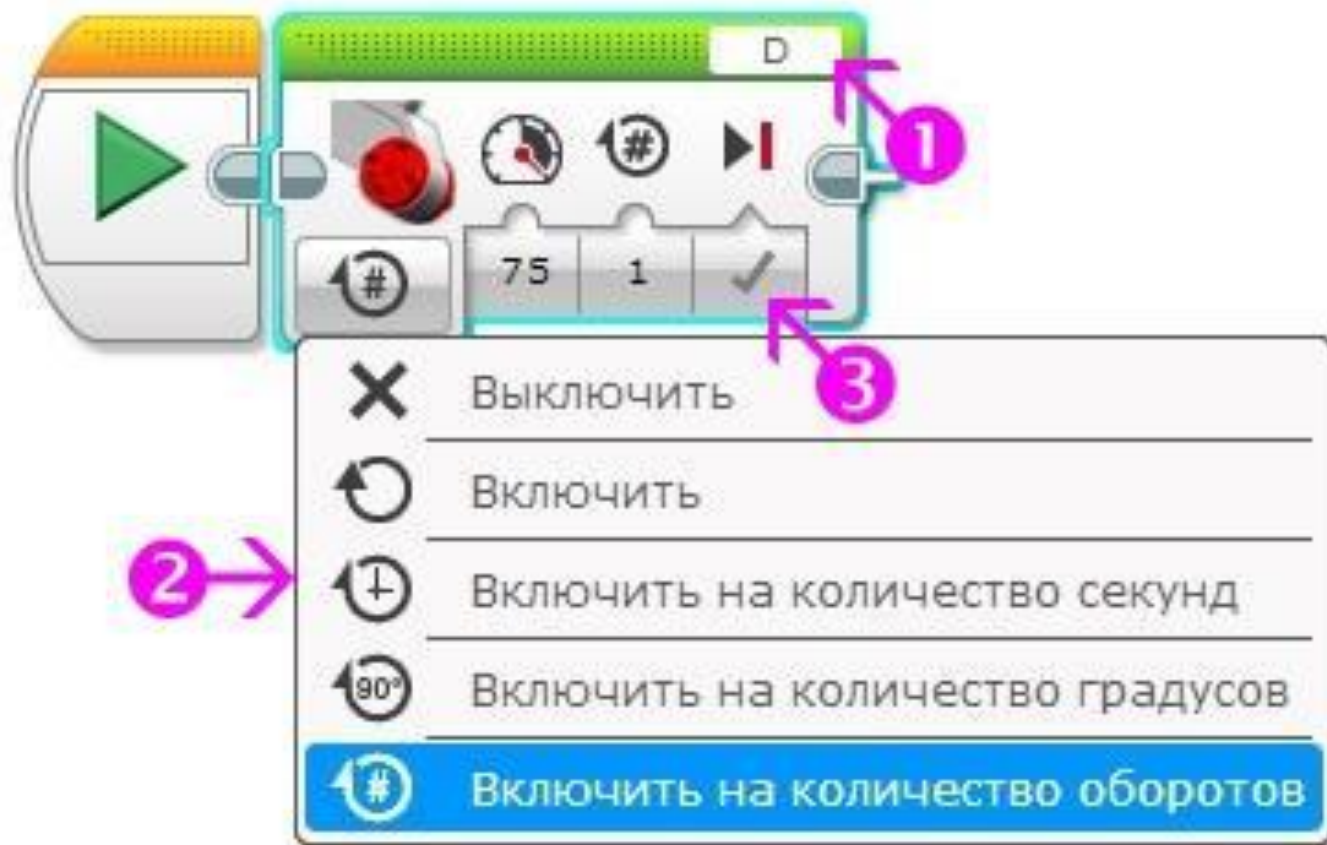 D
1
#
#
75
1
3
Выключить
Включить
2
Включить на количество секунд
90°
Включить на количество градусов
#
Включить на количество оборотов